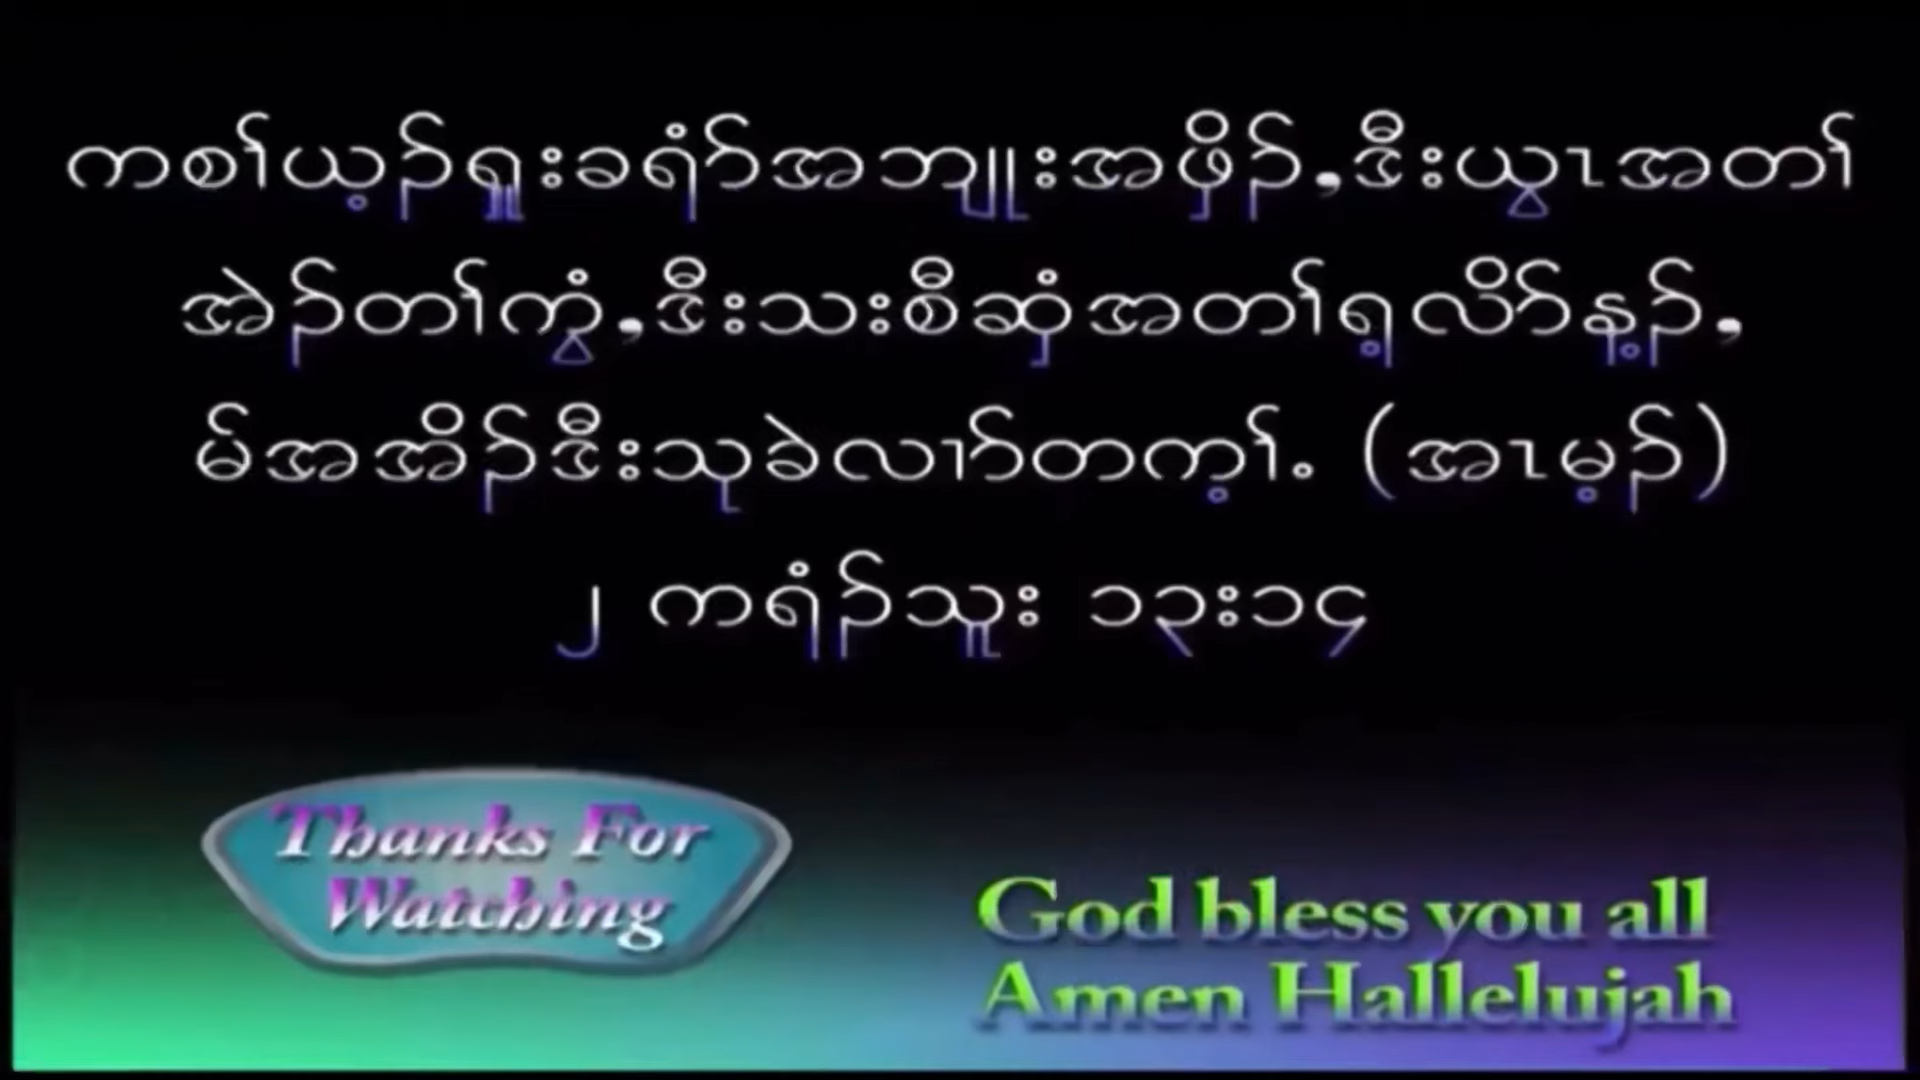 ကစၢ်ယ့ၣ်ရှူးခရံာ်အဘျုးအဖှိၣ်,ဒီးယွၤအတၢ်
အဲၣ်တၢ်ကွံ,ဒီးသးစီဆှံအတၢ်ရ့လိာ်န့ၣ်,
မ်အအိၣ်ဒီးသုခဲလၢာ်တက့ၢ်. (အၤမ့ၣ်)
၂ ကရံၣ်သူး ၁၃း၁၄
Thanks For
Watching
God bless you all
Amen Hallelujah